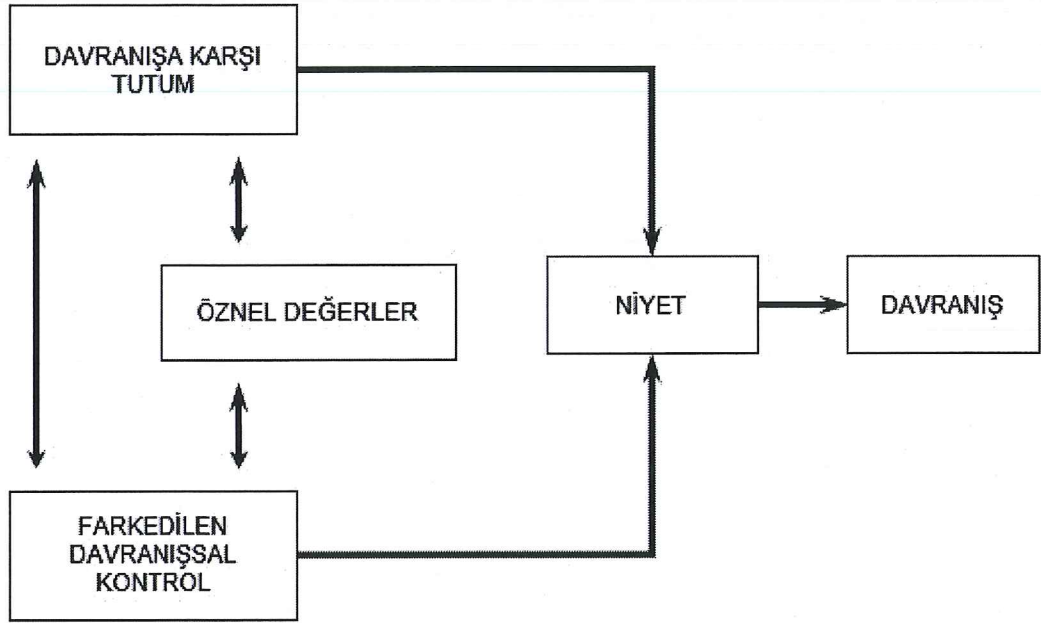 DAVRANIŞA KARŞI
TUTUM
ÖZNEL DEĞERLER
NİYET
DAVRANIŞ
FARKEDİLEN
DAVRANIŞSAL
KONTROL